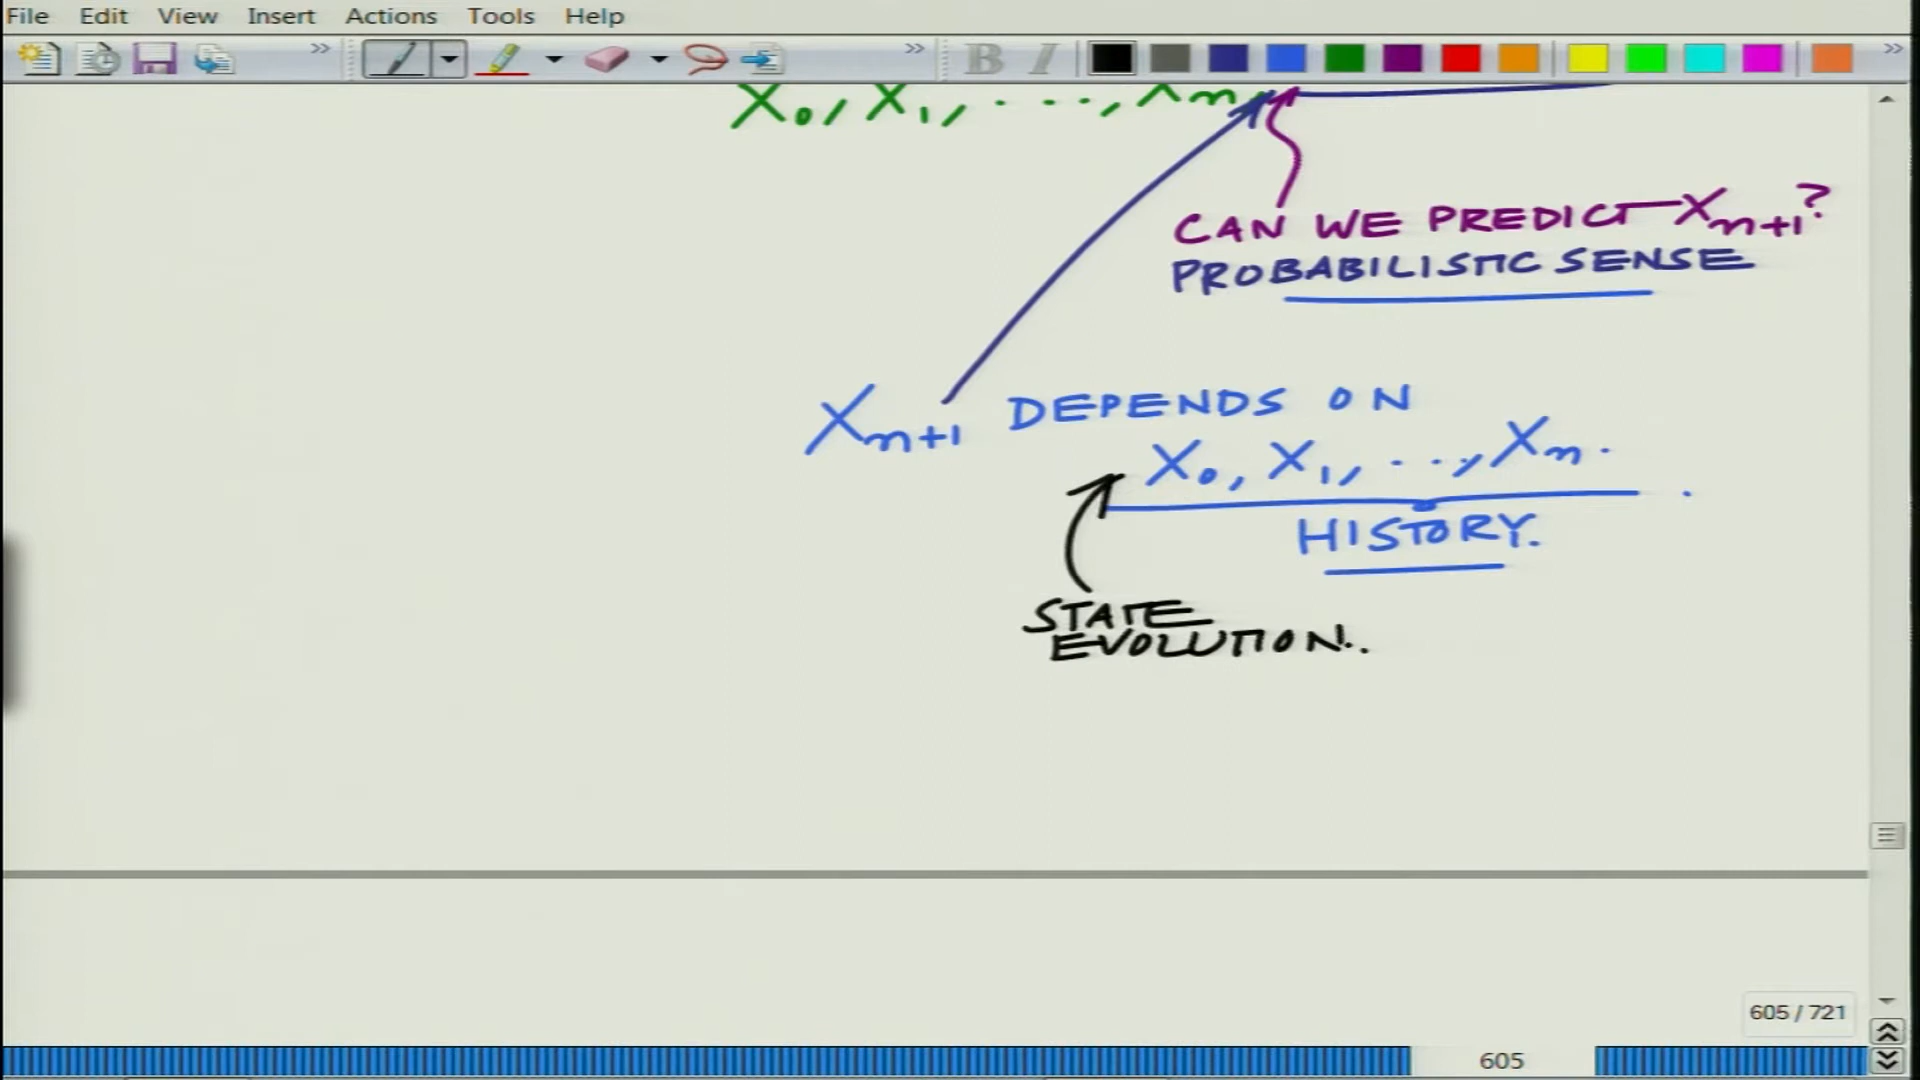 File Edit View Insert Actions Tools Help
B I
X₀, X₁, ...., Xₙ
CAN WE PREDICT Xₙ₊₁?
PROBABILISTIC SENSE
Xₙ₊₁ DEPENDS ON
X₀, X₁, ..., Xₙ.
HISTORY.
STATE
EVOLUTION..
605 / 721
605